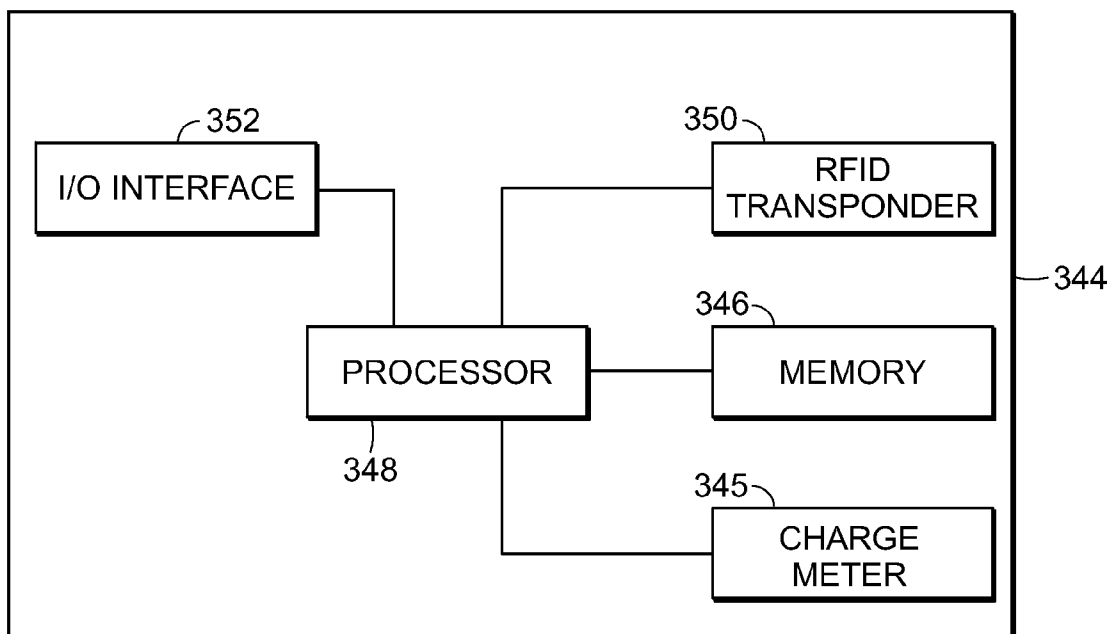 352
I/O INTERFACE
350
RFID
TRANSPONDER
344
346
PROCESSOR
MEMORY
348
345
CHARGE
METER